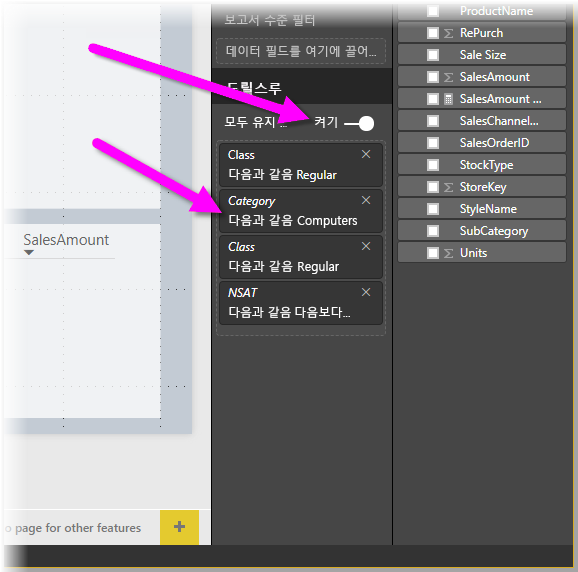 보고서 수준 필터
데이터 필드를 여기에 끌어...
드릴스루
모두 유지 ...
켜기
Class
다음과 같음 Regular
Category
다음과 같음 Computers
Class
다음과 같음 Regular
NSAT
다음과 같음 다음보다...
ProductName
RePurch
Sale Size
SalesAmount
SalesAmount ...
SalesChannel...
SalesOrderID
StockType
StoreKey
StyleName
SubCategory
Units
SalesAmount
o page for other features